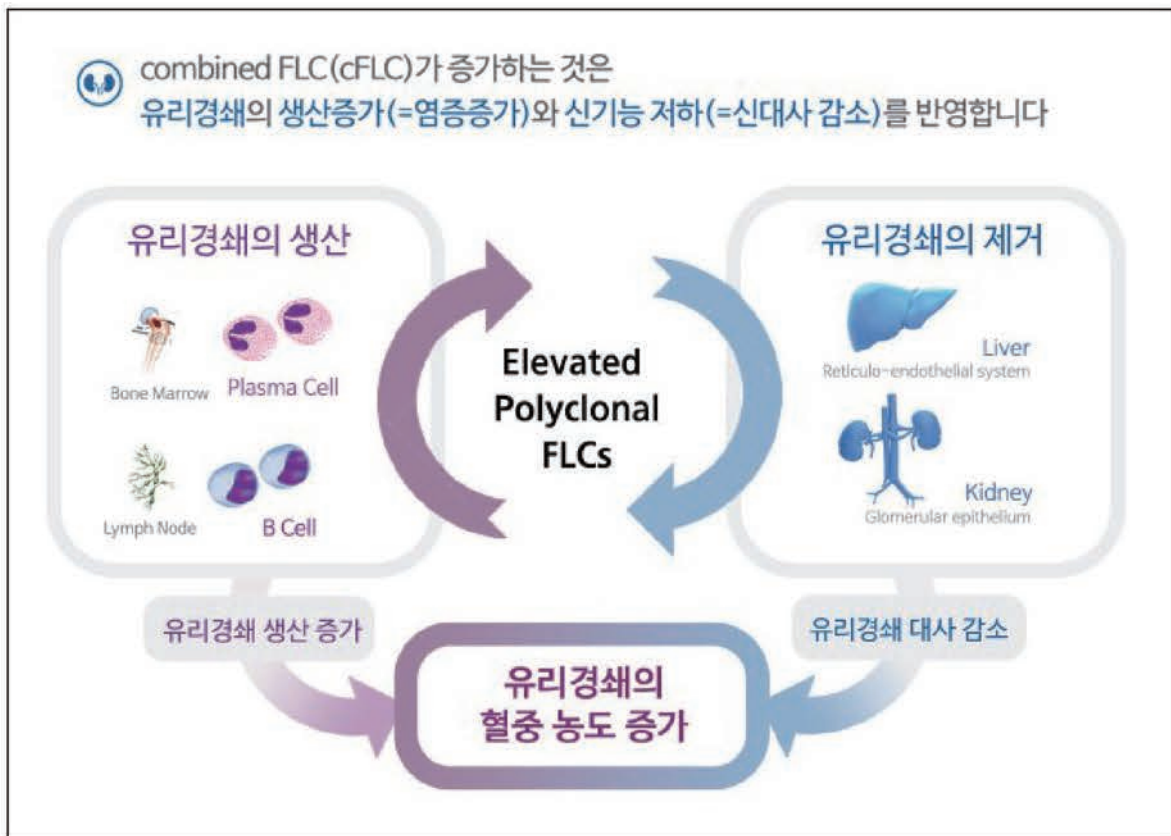 combined FLC(cFLC)가 증가하는 것은
유리경쇄의 생산증가(=염증증가)와 신기능 저하(=신대사 감소)를 반영합니다
유리경쇄의 생산
Bone Marrow
Plasma Cell
Lymph Node
B Cell
Elevated
Polyclonal
FLCs
유리경쇄의 제거
Liver
Reticulo-endothelial system
Kidney
Glomerular epithelium
유리경쇄 생산 증가
유리경쇄 대사 감소
유리경쇄의
혈중 농도 증가